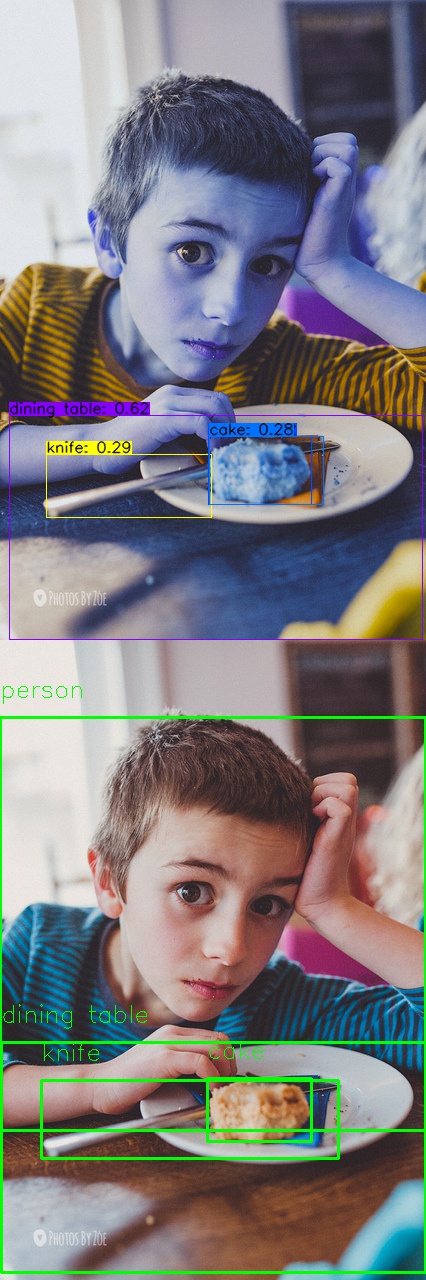 dining table: 0.62
cake: 0.28
knife: 0.29
PHOTOS BY ZOE
person
dining table
knife
cake
PHOTOS BY ZOE